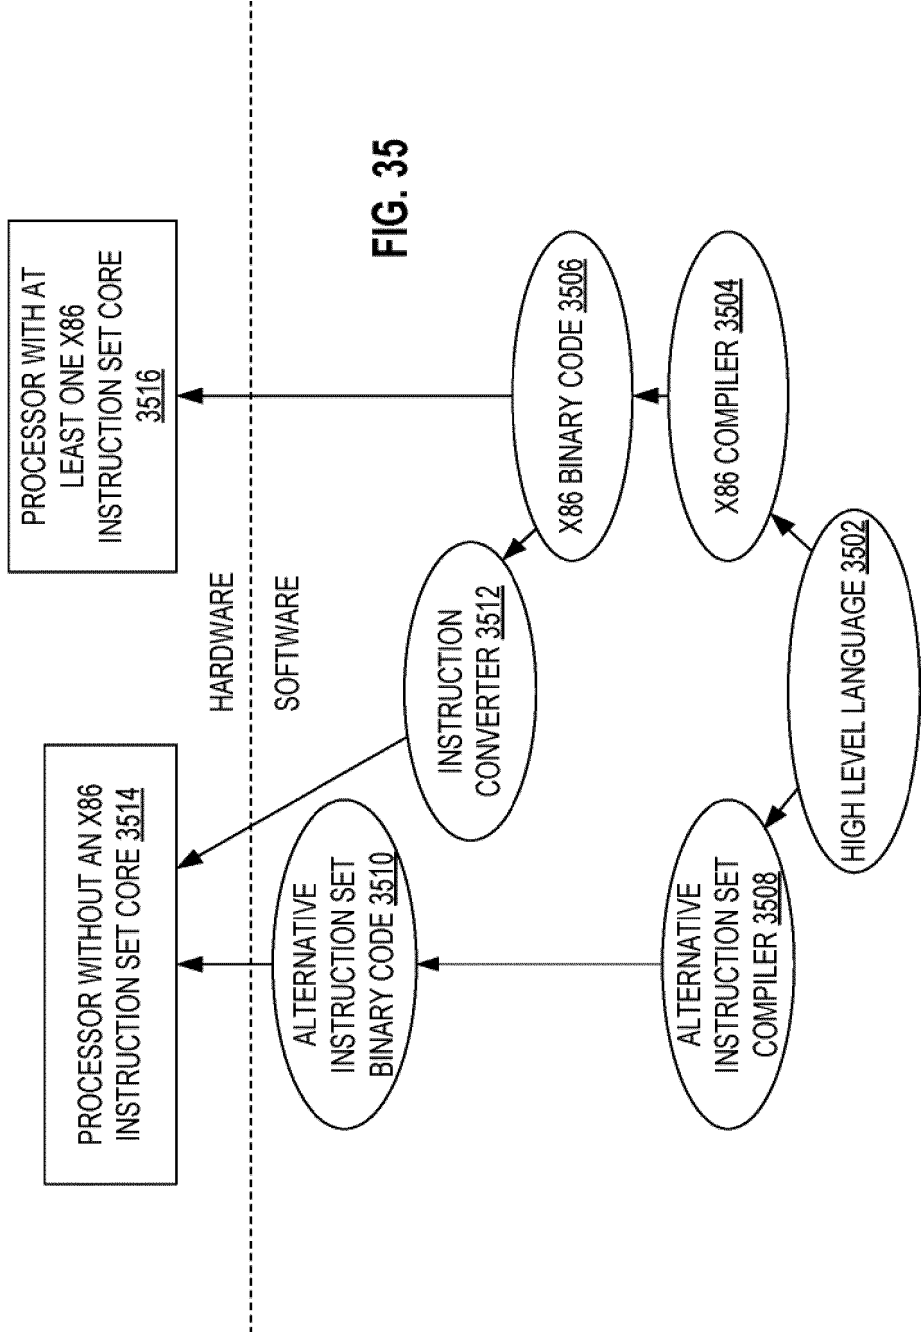 PROCESSOR WITHOUT AN X86
INSTRUCTION SET CORE 3514
PROCESSOR WITH AT
LEAST ONE X86
INSTRUCTION SET CORE
3516
HARDWARE
SOFTWARE
ALTERNATIVE
INSTRUCTION SET
BINARY CODE 3510
INSTRUCTION
CONVERTER 3512
X86 BINARY CODE 3506
ALTERNATIVE
INSTRUCTION SET
COMPILER 3508
X86 COMPILER 3504
HIGH LEVEL LANGUAGE 3502
FIG. 35